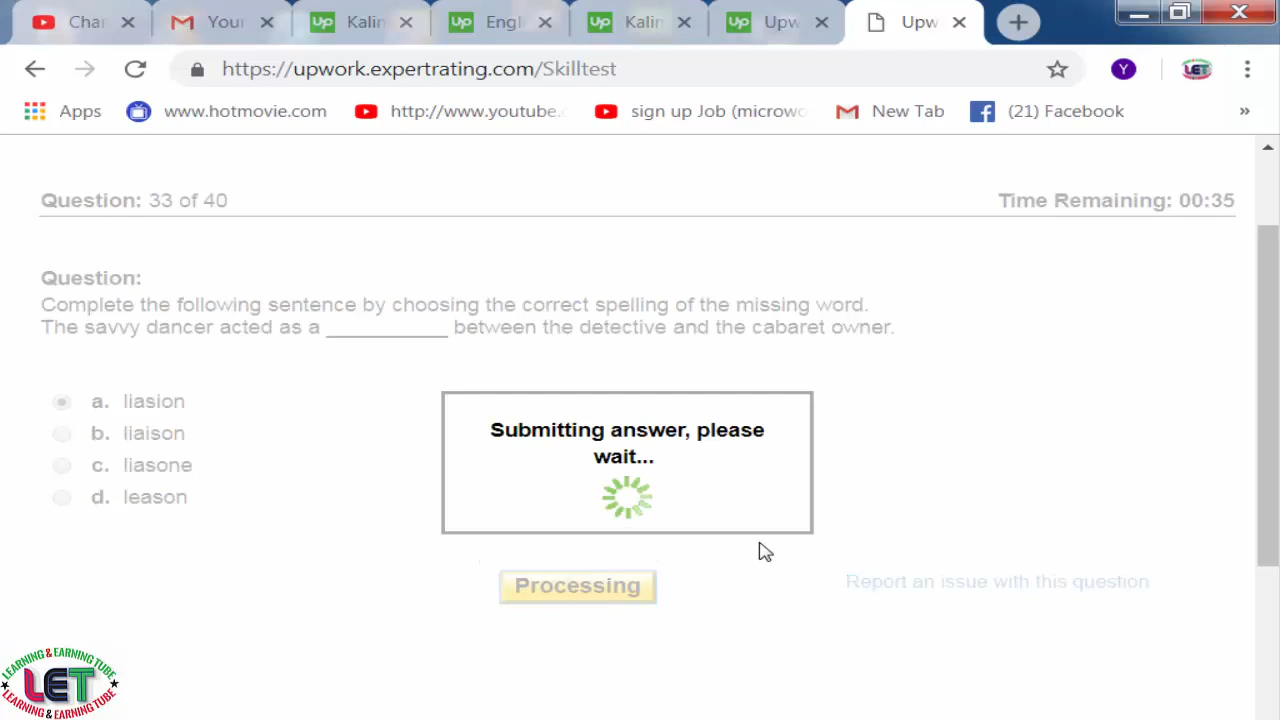 Chan
Your
Kalin
Engl
Kalin
Upw
Upw
https://upwork.expertrating.com/Skilltest
Y
LET
Apps
www.hotmovie.com
http://www.youtube.
sign up Job (microwo
New Tab
(21) Facebook
»
Question: 33 of 40
Time Remaining: 00:35
Question:
Complete the following sentence by choosing the correct spelling of the missing word.
The savvy dancer acted as a __________ between the detective and the cabaret owner.
a. liasion
b. liaison
c. liasone
d. leason
Submitting answer, please
wait...
Processing
Report an issue with this question
LEARNING & EARNING TUBE
LET
LEARNING & EARNING TUBE